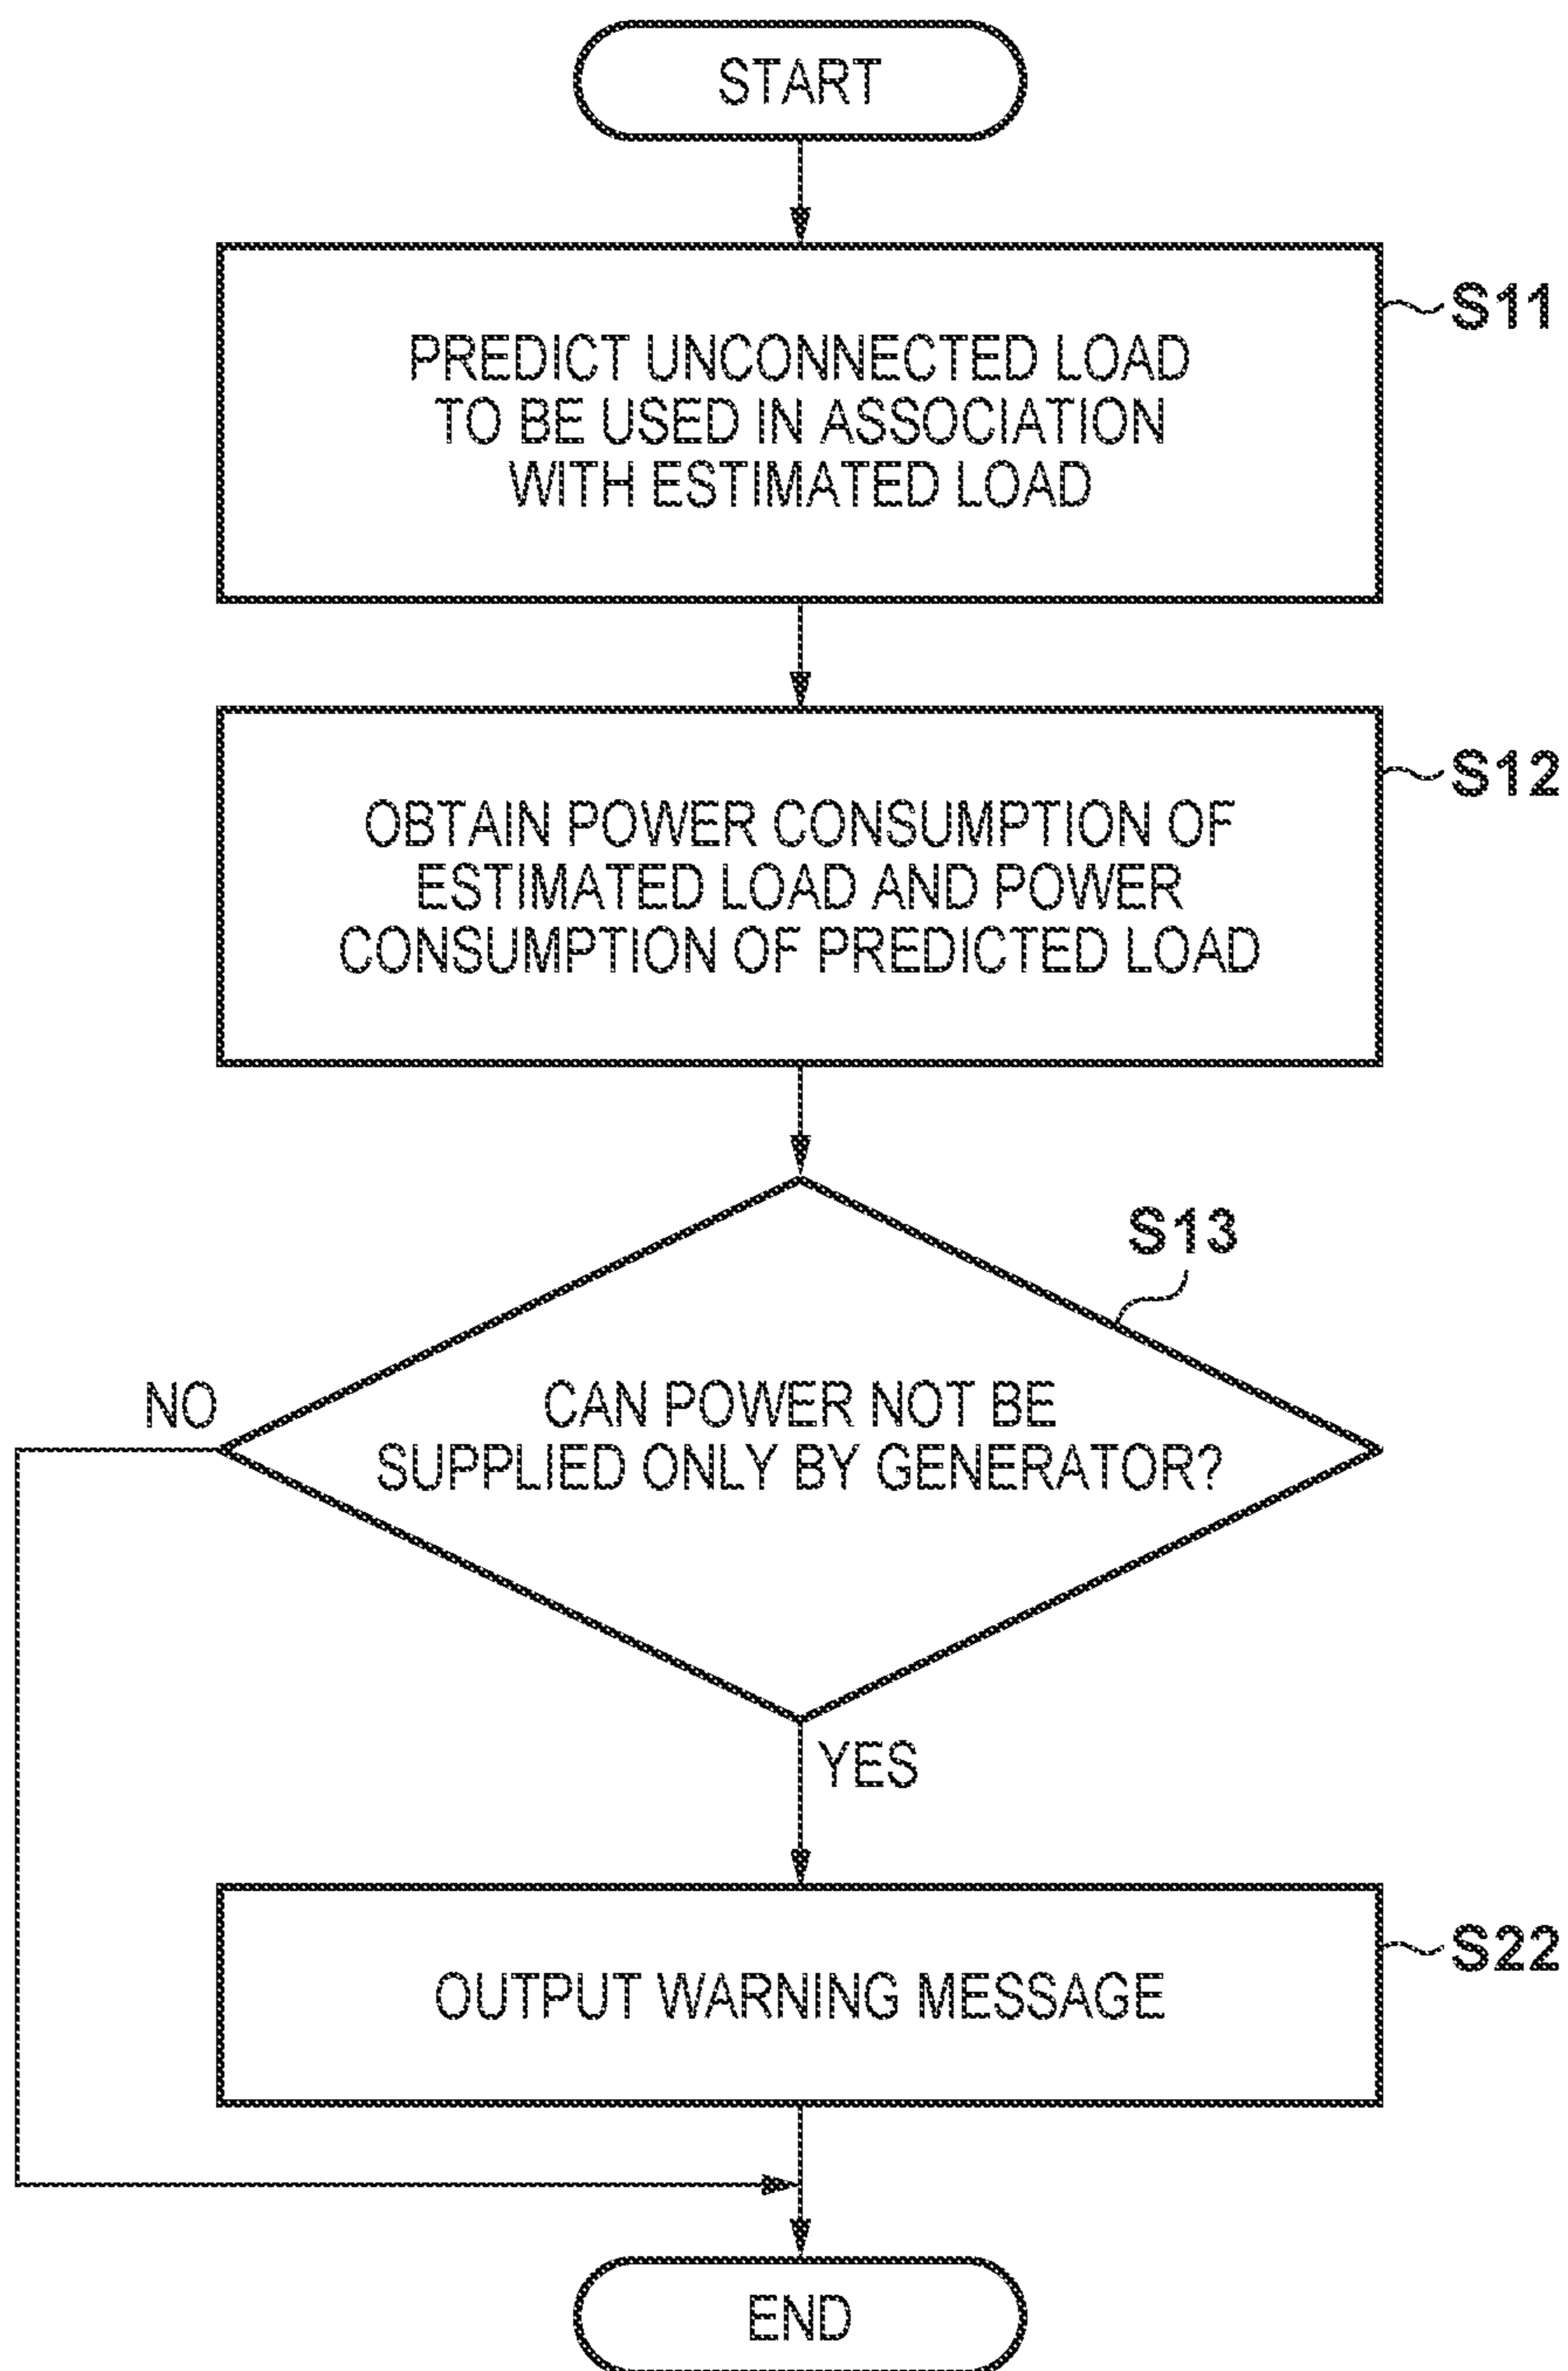 START
PREDICT UNCONNECTED LOAD
TO BE USED IN ASSOCIATION
WITH ESTIMATED LOAD
S11
OBTAIN POWER CONSUMPTION OF
ESTIMATED LOAD AND POWER
CONSUMPTION OF PREDICTED LOAD
S12
S13
CAN POWER NOT BE
SUPPLIED ONLY BY GENERATOR?
NO
YES
OUTPUT WARNING MESSAGE
S22
END